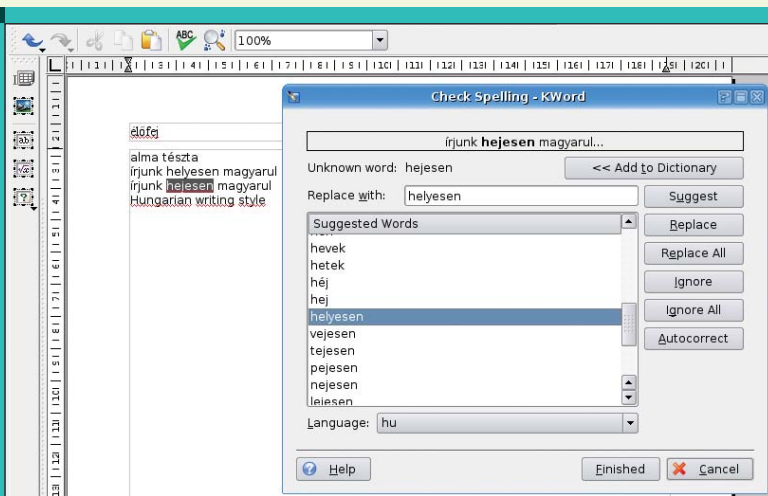 ABC
100%
Check Spelling - KWord
élőfej
alma tészta
írjunk helyesen magyarul
írjunk hejesen magyarul
Hungarian writing style
írjunk hejesen magyarul...
Unknown word: hejesen
<< Add to Dictionary
Replace with: helyesen
Suggest
Suggested Words
Replace
hevek
hetek
Replace All
héj
hej
Ignore
helyesen
Ignore All
vejesen
tejesen
Autocorrect
pejesen
nejesen
lejesen
Language: hu
Help
Finished
Cancel